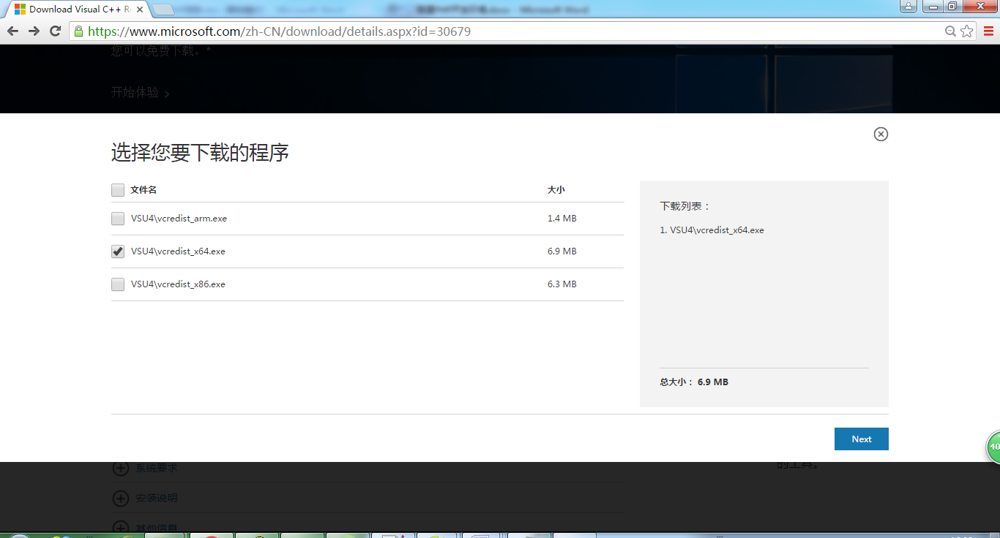 Download Visual C++ R
https://www.microsoft.com/zh-CN/download/details.aspx?id=30679
您可以免费下载。*
开始体验
选择您要下载的程序
文件名 大小
VSU4\vcredist_arm.exe 1.4 MB
VSU4\vcredist_x64.exe 6.9 MB
VSU4\vcredist_x86.exe 6.3 MB
下载列表：
1. VSU4\vcredist_x64.exe
总大小： 6.9 MB
Next
40
系统要求
的工具。
安装说明
其他信息